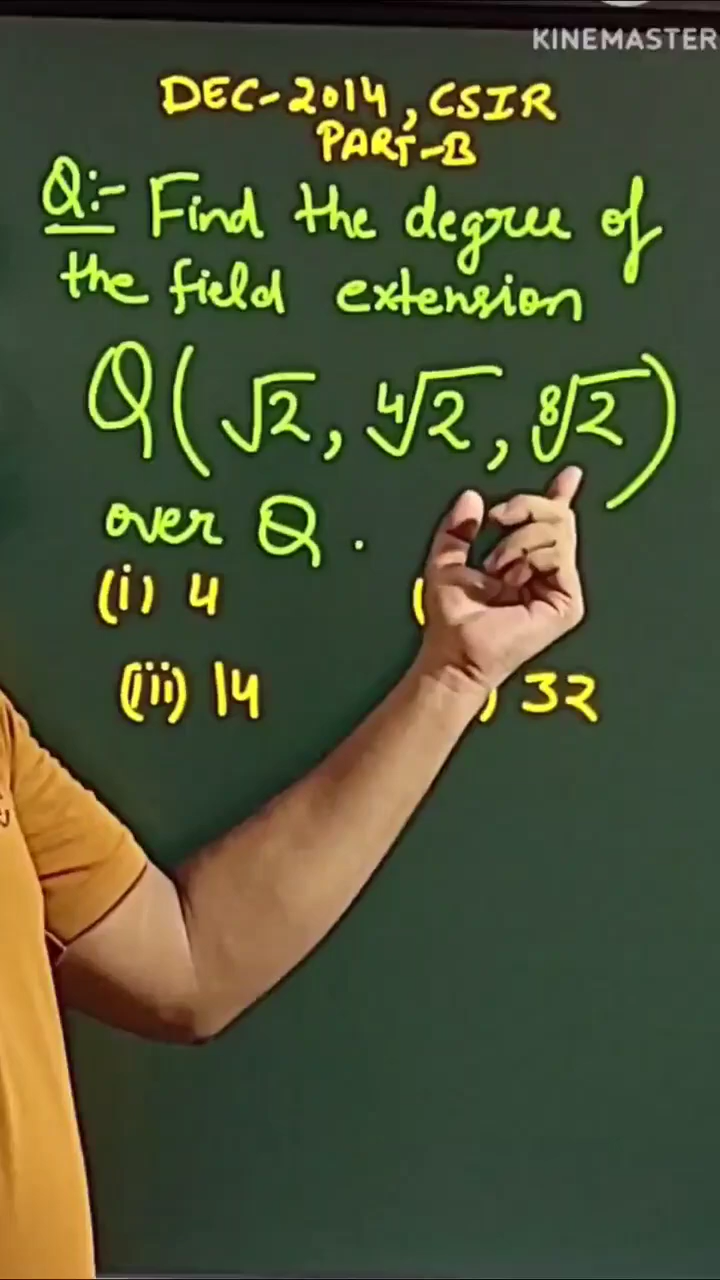 KINEMASTER
DEC-2014, CSIR
PART-B
Q:- Find the degree of
the field extension
Q(√2, ∜2, ⁸√2)
over Q.
(i) 4 (
(ii) 14 ) 32